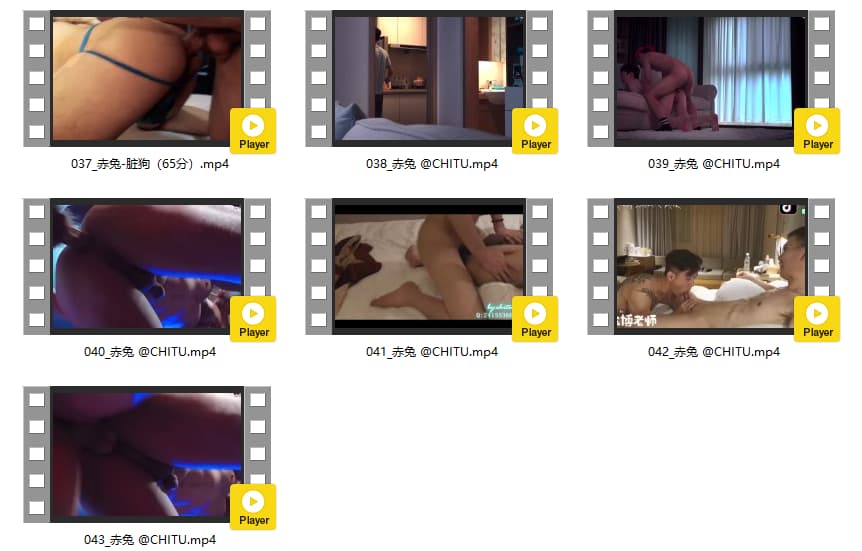 Player
Player
Player
037_赤兔-脏狗（65分）.mp4
038_赤兔 @CHITU.mp4
039_赤兔 @CHITU.mp4
by chitu
Player
Player
Player
040_赤兔 @CHITU.mp4
041_赤兔 @CHITU.mp4
042_赤兔 @CHITU.mp4
Player
043_赤兔 @CHITU.mp4